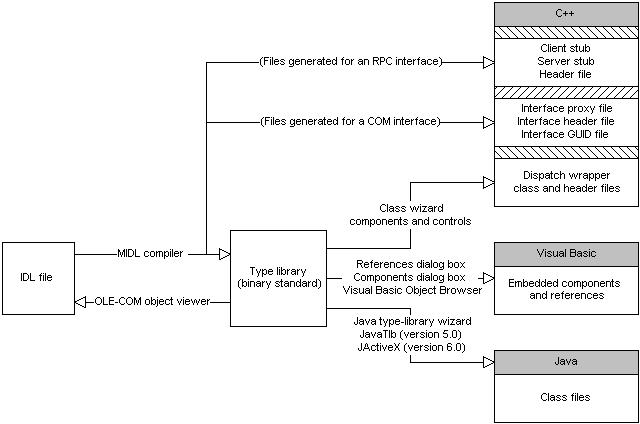 C++
(Files generated for an RPC interface)
Client stub
Server stub
Header file
(Files generated for a COM interface)
Interface proxy file
Interface header file
Interface GUID file
Dispatch wrapper
class and header files
Class wizard
components and controls
IDL file
MIDL compiler
OLE-COM object viewer
Type library
(binary standard)
References dialog box
Components dialog box
Visual Basic Object Browser
Visual Basic
Embedded components
and references
Java type-library wizard
JavaTlb (version 5.0)
JActiveX (version 6.0)
Java
Class files